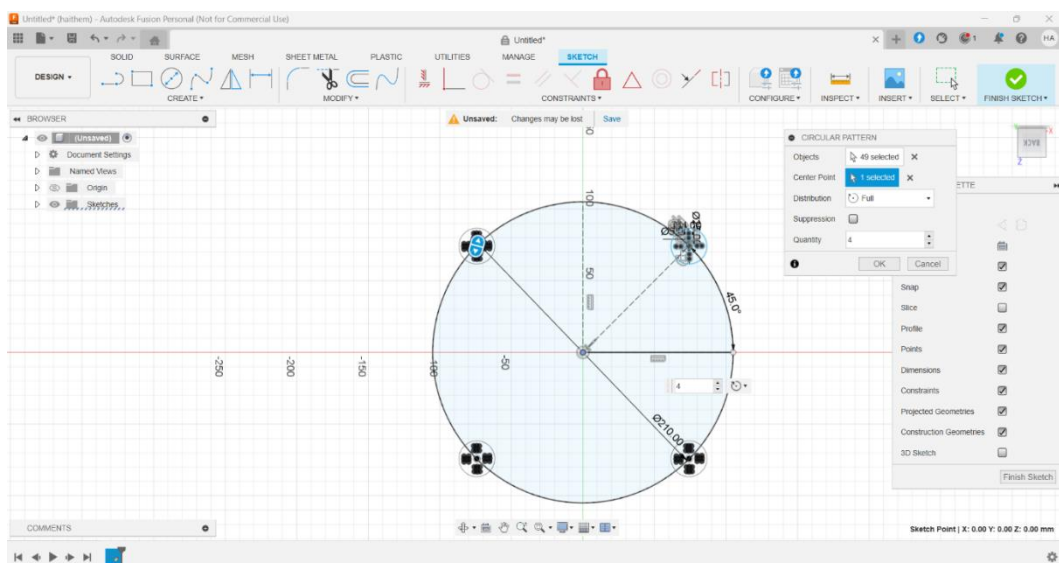 Untitled* (haithem) - Autodesk Fusion Personal (Not for Commercial Use)
Untitled*
1
HA
SOLID SURFACE MESH SHEET METAL PLASTIC UTILITIES MANAGE SKETCH
DESIGN
CREATE MODIFY CONSTRAINTS CONFIGURE INSPECT INSERT SELECT FINISH SKETCH
BROWSER
Unsaved: Changes may be lost Save
(Unsaved)
Document Settings
Named Views
Origin
Sketches
CIRCULAR PATTERN
Objects 49 selected
Center Point 1 selected
Distribution Full
Suppression
Quantity 4
OK Cancel
BACK
X
Z
ETTE
Snap
Slice
Profile
Points
Dimensions
Constraints
Projected Geometries
Construction Geometries
3D Sketch
Finish Sketch
100
50
45.0°
-250 -200 -150 -100 -50
4
Ø210.00
COMMENTS
Sketch Point | X: 0.00 Y: 0.00 Z: 0.00 mm